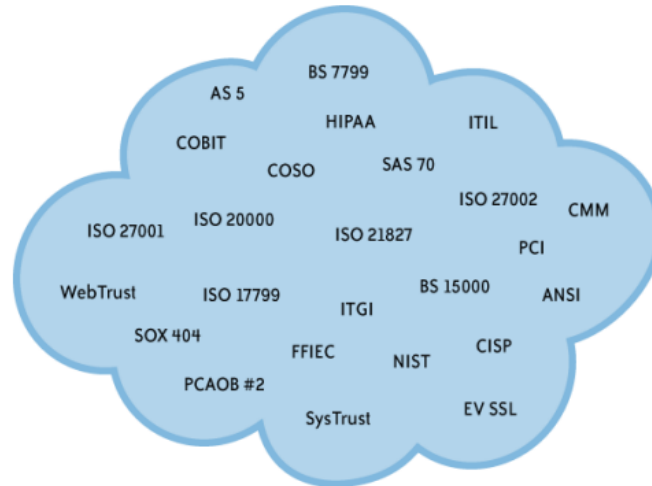 BS 7799
AS 5
HIPAA
ITIL
COBIT
COSO
SAS 70
ISO 27002
CMM
ISO 20000
ISO 27001
ISO 21827
PCI
BS 15000
WebTrust
ISO 17799
ANSI
ITGI
SOX 404
CISP
FFIEC
NIST
PCAOB #2
EV SSL
SysTrust